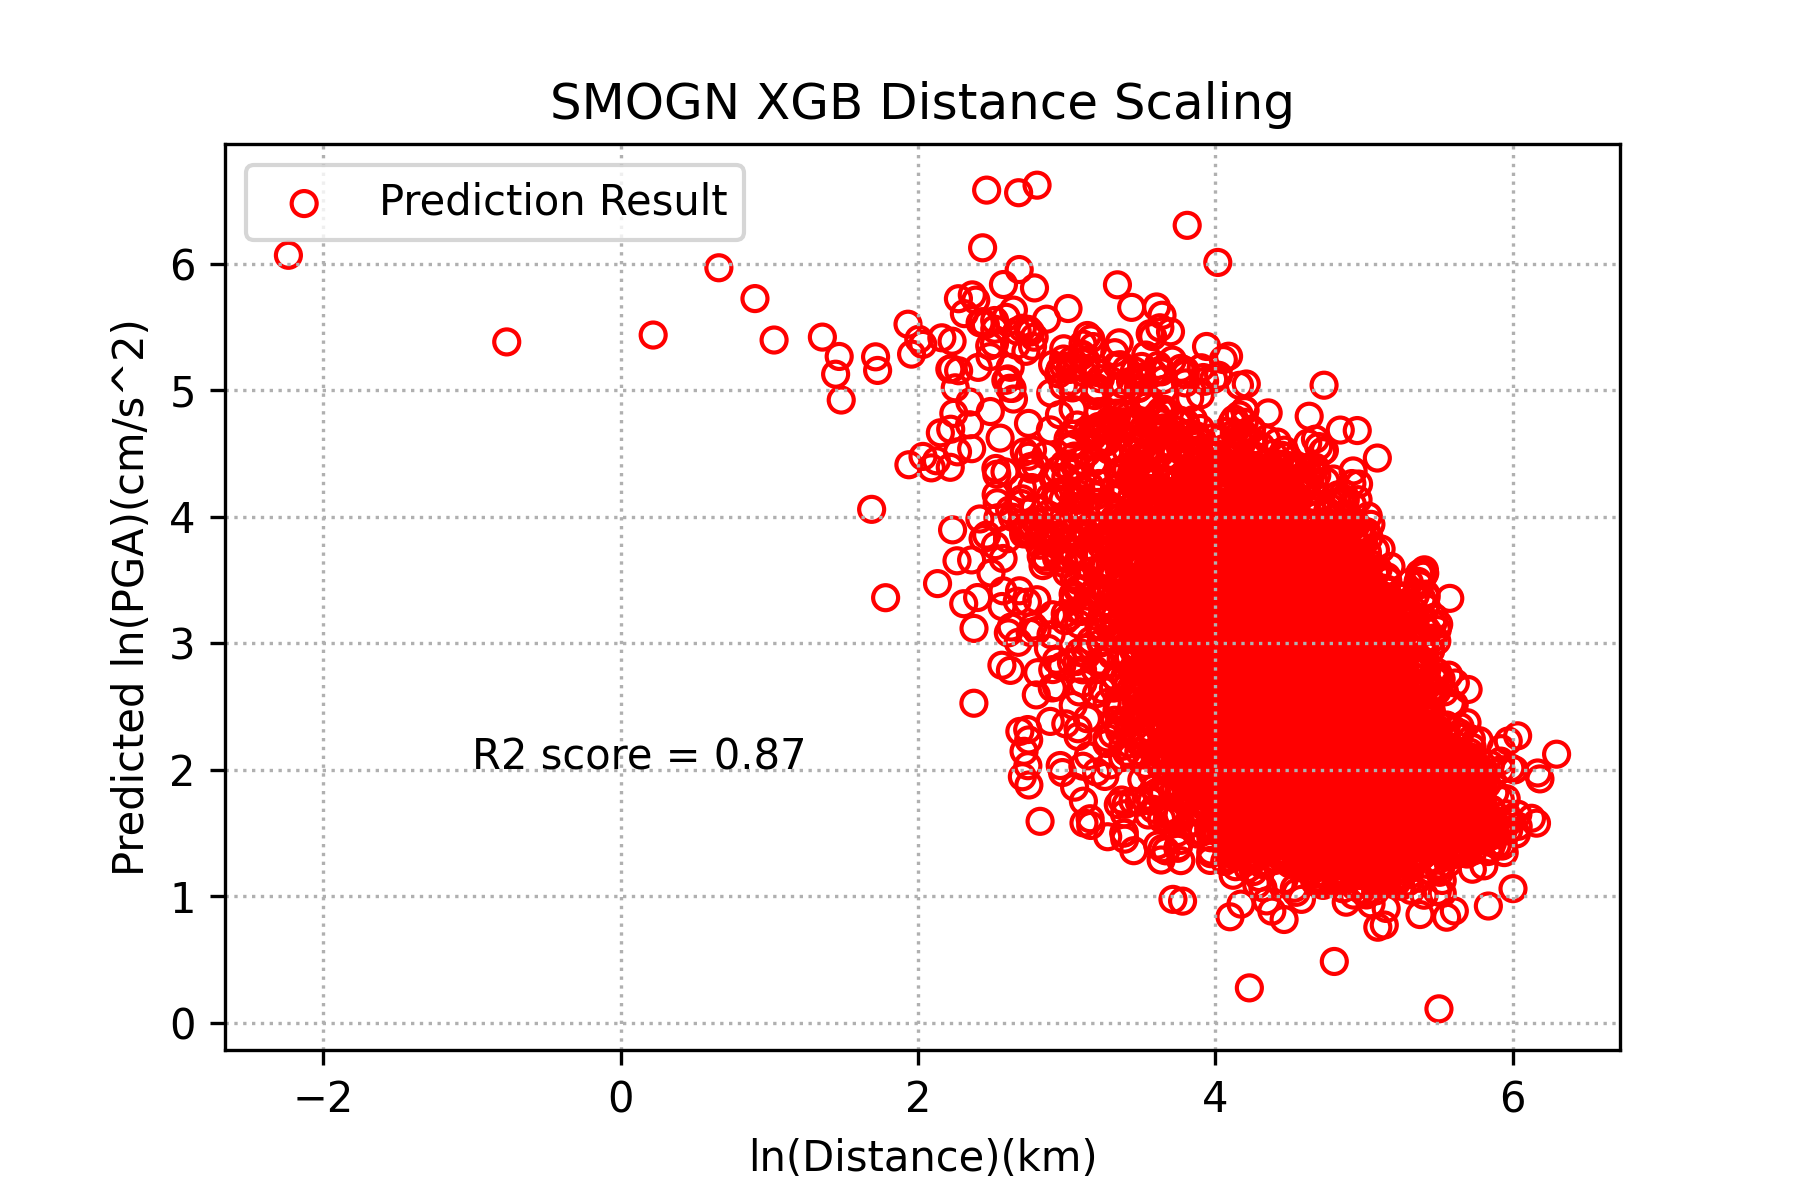 SMOGN XGB Distance Scaling
Prediction Result
6
5
4
3
2
1
0
Predicted ln(PGA)(cm/s^2)
R2 score = 0.87
−2 0 2 4 6
ln(Distance)(km)